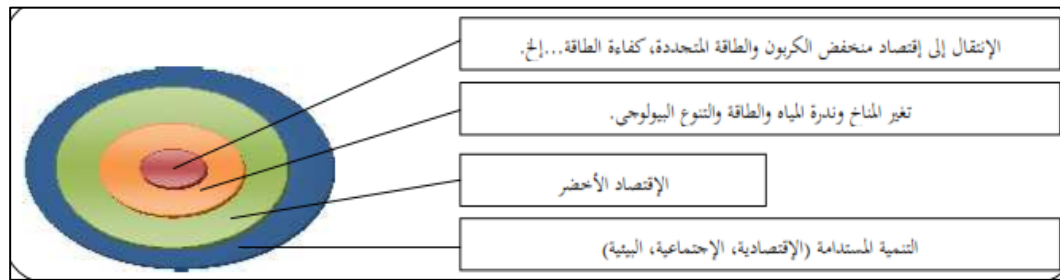 الإنتقال إلى إقتصاد منخفض الكربون والطاقة المتجددة، كفاءة الطاقة...إلخ.
تغير المناخ وندرة المياه والطاقة والتنوع البيولوجي.
الإقتصاد الأخضر
التنمية المستدامة (الإقتصادية، الإجتماعية، البيئية)